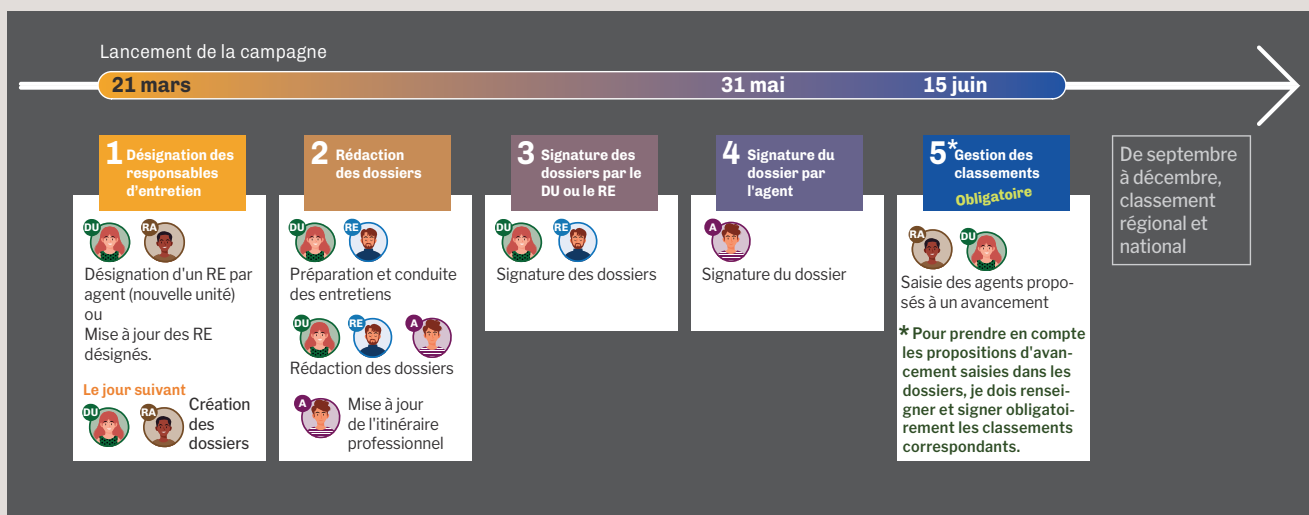 Lancement de la campagne
21 mars
31 mai
15 juin
1 Désignation des
responsables
d'entretien
DU
RA
Désignation d'un RE par
agent (nouvelle unité)
ou
Mise à jour des RE
désignés.
Le jour suivant
DU
RA
Création
des
dossiers
2 Rédaction
des dossiers
DU
RE
Préparation et conduite
des entretiens
DU
RE
A
Rédaction des dossiers
A
Mise à jour
de l'itinéraire
professionnel
3 Signature des
dossiers par le
DU ou le RE
DU
RE
Signature des dossiers
4 Signature du
dossier par
l'agent
A
Signature du dossier
5* Gestion des
classements
Obligatoire
RA
DU
Saisie des agents propo-
sés à un avancement
* Pour prendre en compte
les propositions d'avan-
cement saisies dans les
dossiers, je dois rensei-
gner et signer obligatoi-
rement les classements
correspondants.
De septembre
à décembre,
classement
régional et
national